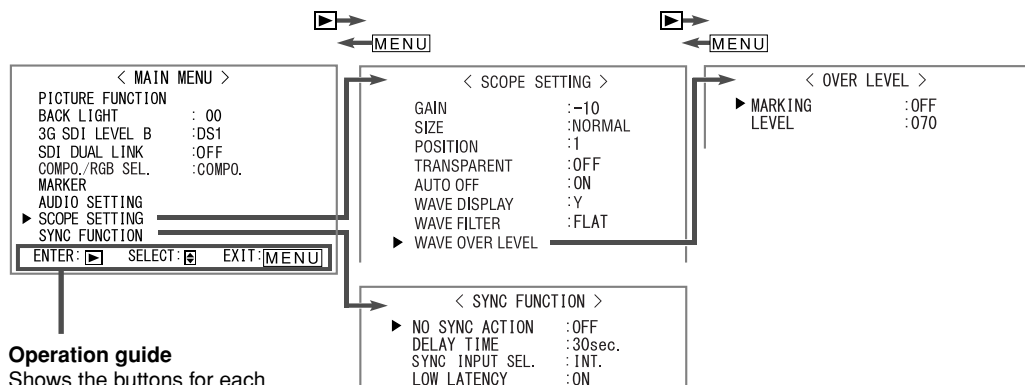 ▶→ ▶→
←MENU ←MENU
< MAIN MENU >
PICTURE FUNCTION
BACK LIGHT : 00
3G SDI LEVEL B :DS1
SDI DUAL LINK :OFF
COMPO./RGB SEL. :COMPO.
MARKER
AUDIO SETTING
▶ SCOPE SETTING
SYNC FUNCTION
ENTER: ▶ SELECT: EXIT:MENU
Operation guide
Shows the buttons for each
< SCOPE SETTING >
GAIN :-10
SIZE :NORMAL
POSITION :1
TRANSPARENT :OFF
AUTO OFF :ON
WAVE DISPLAY :Y
WAVE FILTER :FLAT
▶ WAVE OVER LEVEL
< SYNC FUNCTION >
▶ NO SYNC ACTION :OFF
DELAY TIME :30sec.
SYNC INPUT SEL. :INT.
LOW LATENCY :ON
< OVER LEVEL >
▶ MARKING :OFF
LEVEL :070